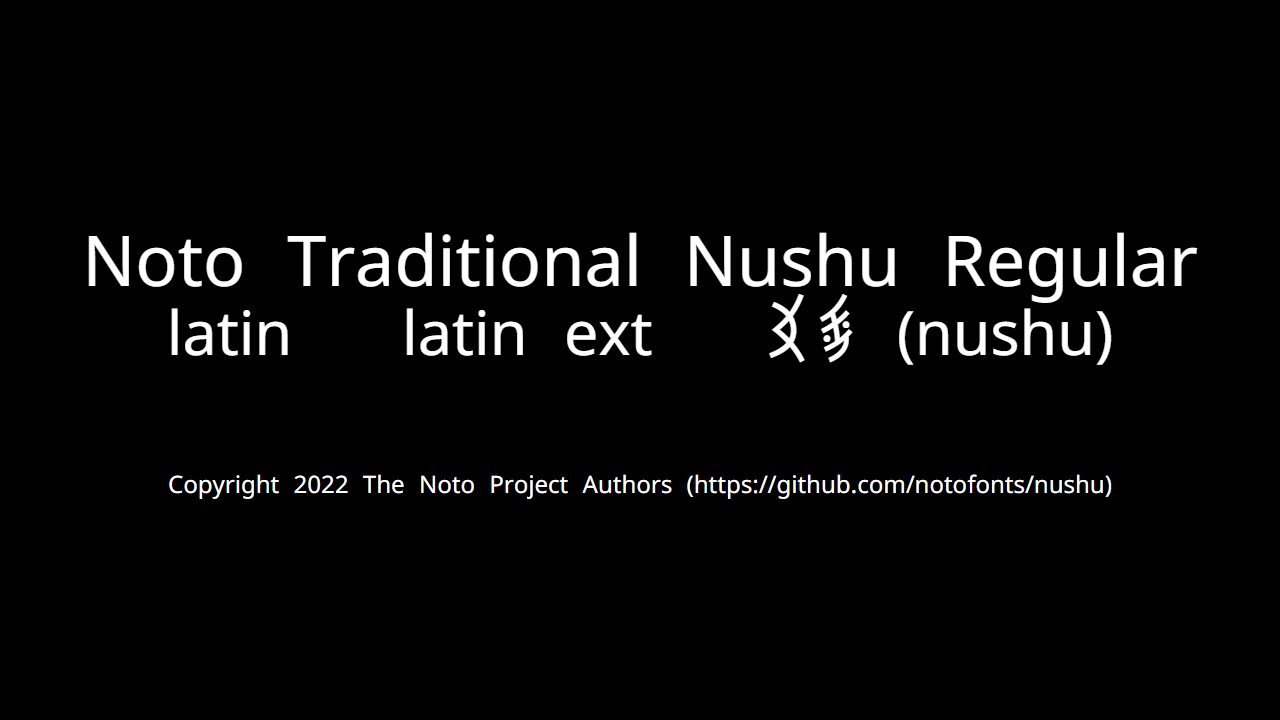 Noto Traditional Nushu Regular
latin latin ext 𛆁𛈬 (nushu)
Copyright 2022 The Noto Project Authors (https://github.com/notofonts/nushu)